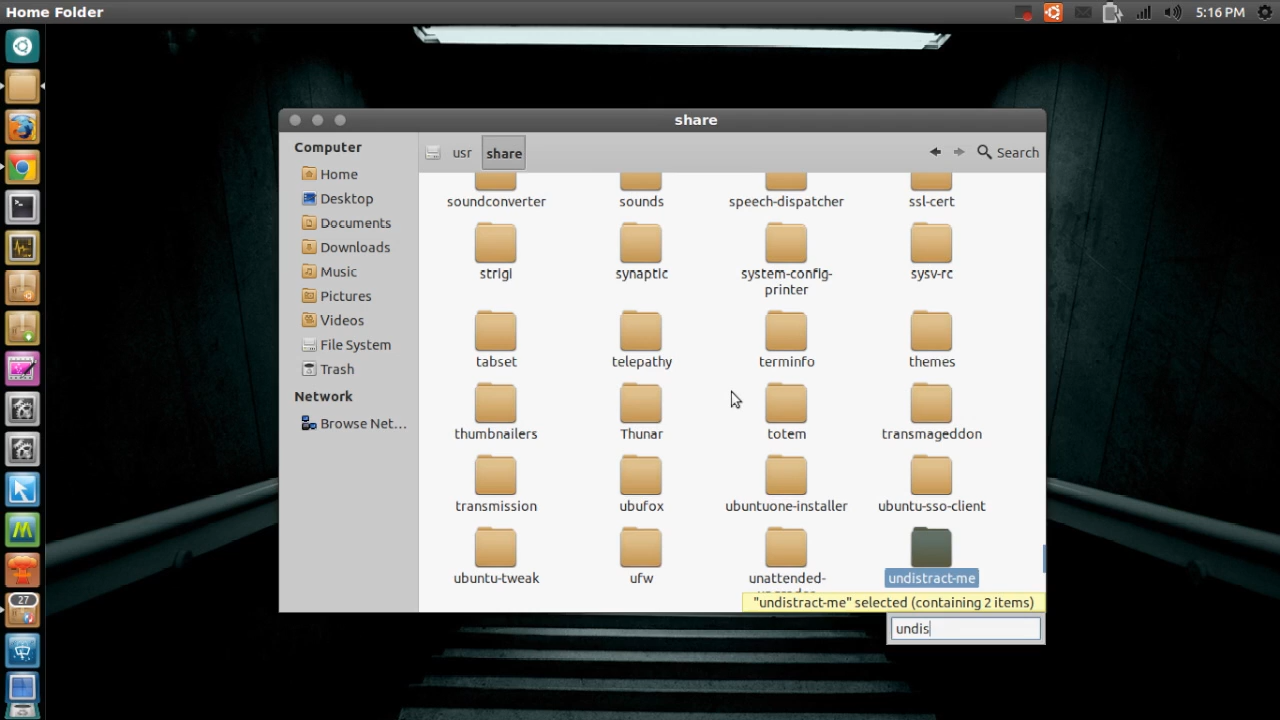 Home Folder
5:16 PM
share
Computer
Home
Desktop
Documents
Downloads
Music
Pictures
Videos
File System
Trash
Network
Browse Net...
usr share
Search
soundconverter sounds speech-dispatcher ssl-cert
strigi synaptic system-config-
printer sysv-rc
tabset telepathy terminfo themes
thumbnailers Thunar totem transmageddon
transmission ubufox ubuntuone-installer ubuntu-sso-client
ubuntu-tweak ufw unattended- undistract-me
"undistract-me" selected (containing 2 items)
undis
27